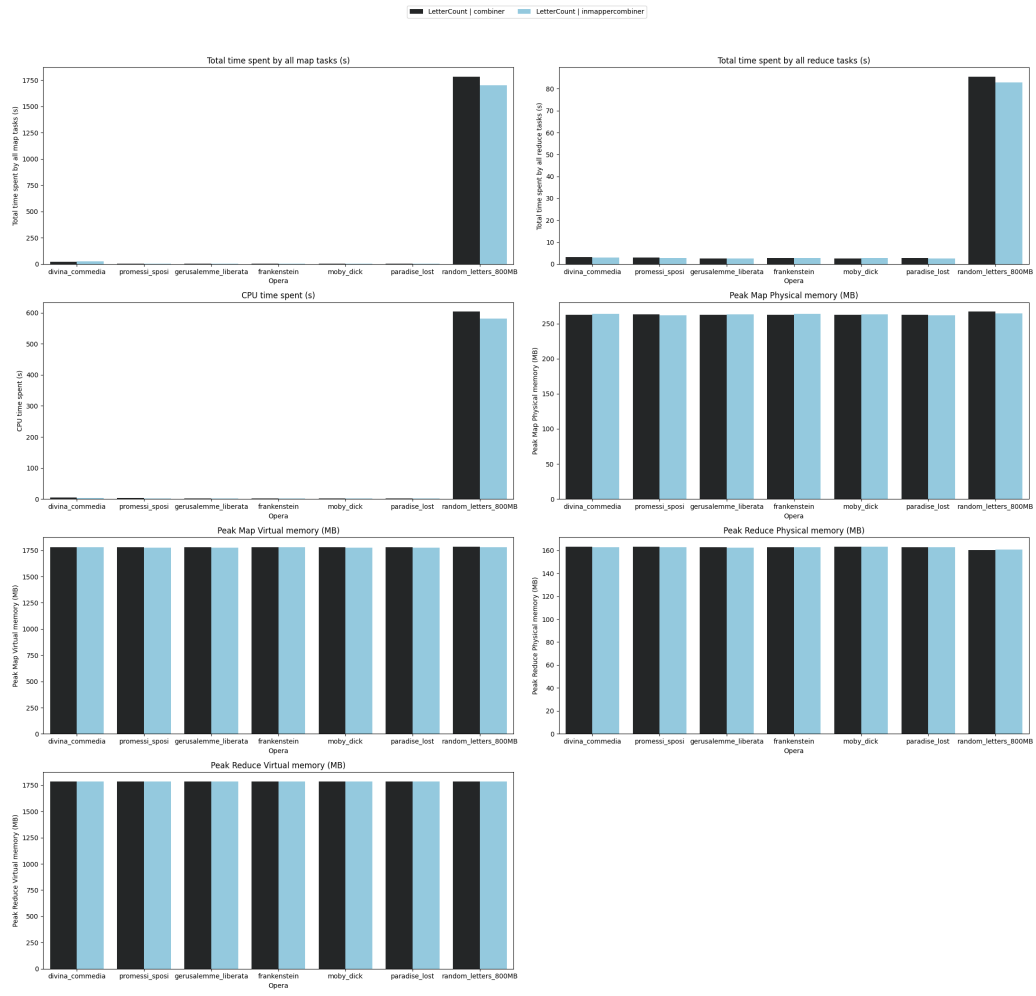 LetterCount | combiner LetterCount | inmappercombiner
Total time spent by all map tasks (s)
Total time spent by all map tasks (s)
1750
1500
1250
1000
750
500
250
0
divina_commedia promessi_sposi gerusalemme_liberata frankenstein moby_dick paradise_lost random_letters_800MB
Opera
Total time spent by all reduce tasks (s)
Total time spent by all reduce tasks (s)
80
70
60
50
40
30
20
10
0
divina_commedia promessi_sposi gerusalemme_liberata frankenstein moby_dick paradise_lost random_letters_800MB
Opera
CPU time spent (s)
CPU time spent (s)
600
500
400
300
200
100
0
divina_commedia promessi_sposi gerusalemme_liberata frankenstein moby_dick paradise_lost random_letters_800MB
Opera
Peak Map Physical memory (MB)
Peak Map Physical memory (MB)
250
200
150
100
50
0
divina_commedia promessi_sposi gerusalemme_liberata frankenstein moby_dick paradise_lost random_letters_800MB
Opera
Peak Map Virtual memory (MB)
Peak Map Virtual memory (MB)
1750
1500
1250
1000
750
500
250
0
divina_commedia promessi_sposi gerusalemme_liberata frankenstein moby_dick paradise_lost random_letters_800MB
Opera
Peak Reduce Physical memory (MB)
Peak Reduce Physical memory (MB)
160
140
120
100
80
60
40
20
0
divina_commedia promessi_sposi gerusalemme_liberata frankenstein moby_dick paradise_lost random_letters_800MB
Opera
Peak Reduce Virtual memory (MB)
Peak Reduce Virtual memory (MB)
1750
1500
1250
1000
750
500
250
0
divina_commedia promessi_sposi gerusalemme_liberata frankenstein moby_dick paradise_lost random_letters_800MB
Opera